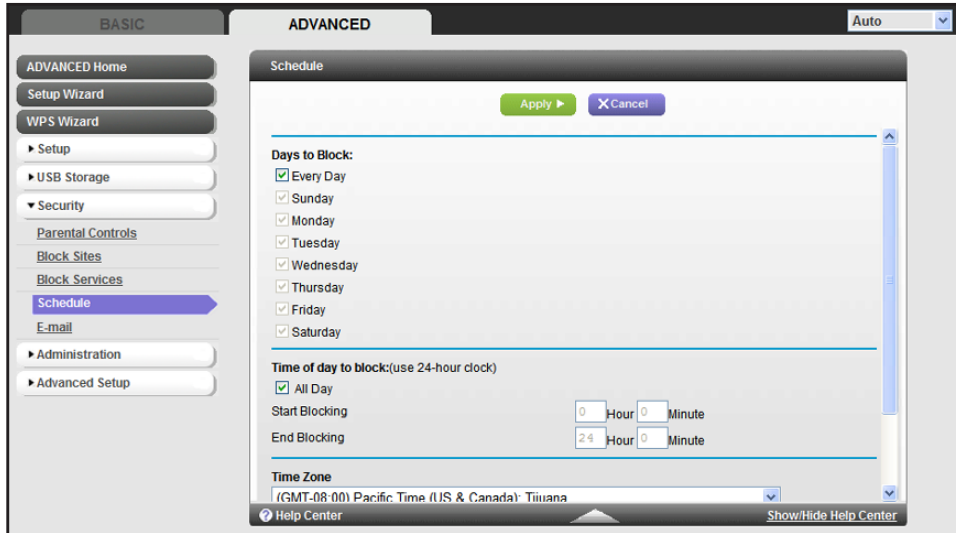 BASIC
ADVANCED
Auto
ADVANCED Home
Setup Wizard
WPS Wizard
Setup
USB Storage
Security
Parental Controls
Block Sites
Block Services
Schedule
E-mail
Administration
Advanced Setup
Schedule
Apply
Cancel
Days to Block:
Every Day
Sunday
Monday
Tuesday
Wednesday
Thursday
Friday
Saturday
Time of day to block:(use 24-hour clock)
All Day
Start Blocking 0 Hour 0 Minute
End Blocking 24 Hour 0 Minute
Time Zone
(GMT-08:00) Pacific Time (US & Canada); Tijuana
Help Center
Show/Hide Help Center